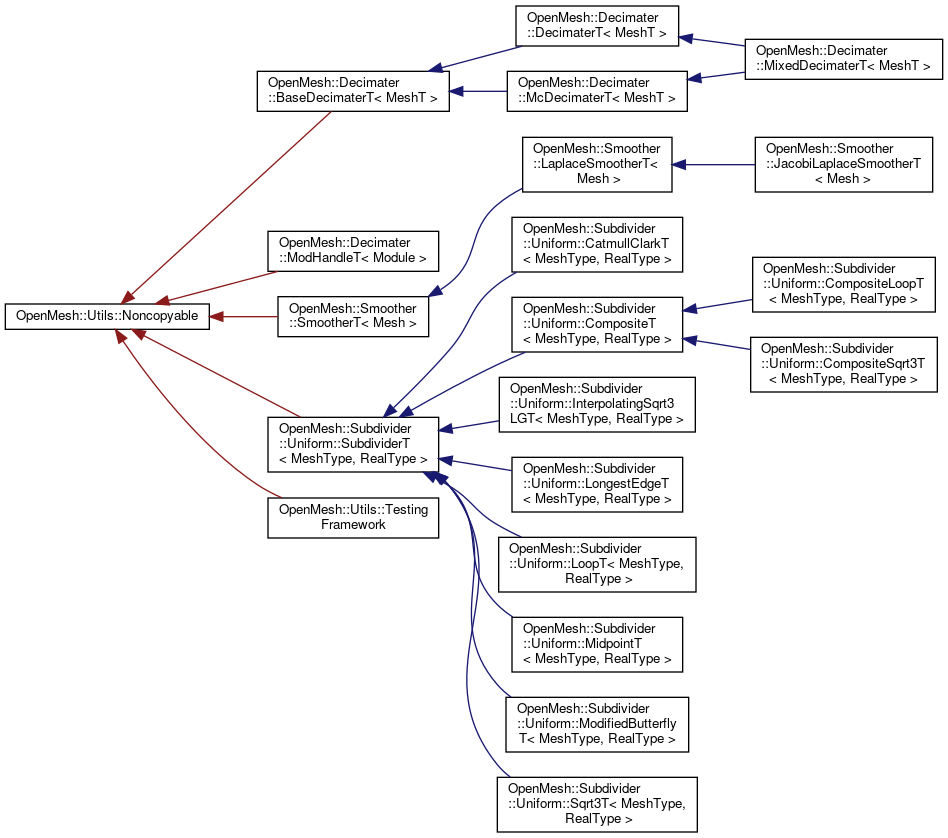 OpenMesh::Decimater
::DecimaterT< MeshT >
OpenMesh::Decimater
::MixedDecimaterT< MeshT >
OpenMesh::Decimater
::BaseDecimaterT< MeshT >
OpenMesh::Decimater
::McDecimaterT< MeshT >
OpenMesh::Smoother
::LaplaceSmootherT<
Mesh >
OpenMesh::Smoother
::JacobiLaplaceSmootherT
< Mesh >
OpenMesh::Decimater
::ModHandleT< Module >
OpenMesh::Subdivider
::Uniform::CatmullClarkT
< MeshType, RealType >
OpenMesh::Subdivider
::Uniform::CompositeLoopT
< MeshType, RealType >
OpenMesh::Utils::Noncopyable
OpenMesh::Smoother
::SmootherT< Mesh >
OpenMesh::Subdivider
::Uniform::CompositeT
< MeshType, RealType >
OpenMesh::Subdivider
::Uniform::CompositeSqrt3T
< MeshType, RealType >
OpenMesh::Subdivider
::Uniform::InterpolatingSqrt3
LGT< MeshType, RealType >
OpenMesh::Subdivider
::Uniform::SubdividerT
< MeshType, RealType >
OpenMesh::Subdivider
::Uniform::LongestEdgeT
< MeshType, RealType >
OpenMesh::Utils::Testing
Framework
OpenMesh::Subdivider
::Uniform::LoopT< MeshType,
RealType >
OpenMesh::Subdivider
::Uniform::MidpointT
< MeshType, RealType >
OpenMesh::Subdivider
::Uniform::ModifiedButterfly
T< MeshType, RealType >
OpenMesh::Subdivider
::Uniform::Sqrt3T< MeshType,
RealType >